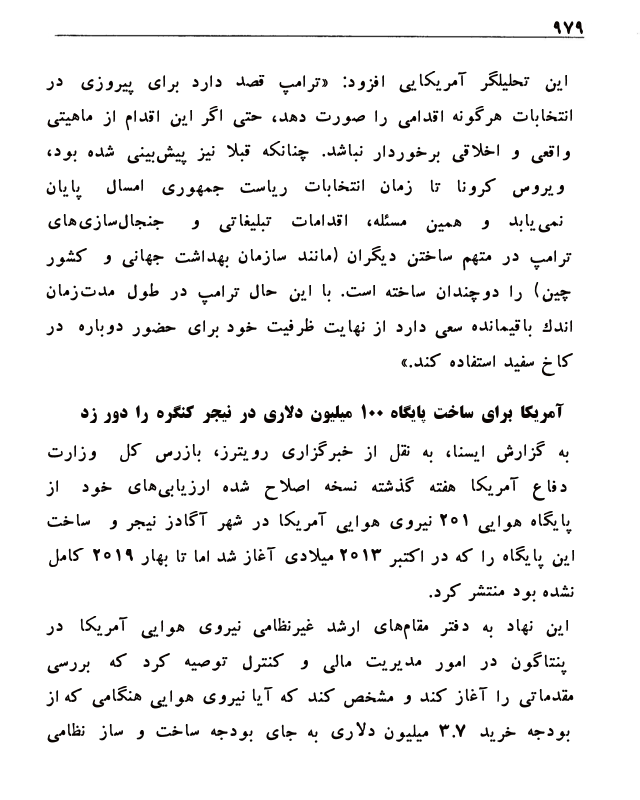 ۹۷۹
این تحلیلگر آمریکایی افزود: «ترامپ قصد دارد برای پیروزی در
انتخابات هرگونه اقدامی را صورت دهد، حتی اگر این اقدام از ماهیتی
واقعی و اخلاقی برخوردار نباشد. چنانکه قبلا نیز پیش‌بینی شده بود،
ویروس کرونا تا زمان انتخابات ریاست جمهوری امسال پایان
نمی‌یابد و همین مسئله، اقدامات تبلیغاتی و جنجال‌سازی‌های
ترامپ در متهم ساختن دیگران (مانند سازمان بهداشت جهانی و کشور
چین) را دوچندان ساخته است. با این حال ترامپ در طول مدت‌زمان
اندك باقیمانده سعی دارد از نهایت ظرفیت خود برای حضور دوباره در
کاخ سفید استفاده کند.»
آمریکا برای ساخت پایگاه ۱۰۰ میلیون دلاری در نیجر کنگره را دور زد
به گزارش ایسنا، به نقل از خبرگزاری رویترز، بازرس کل وزارت
دفاع آمریکا هفته گذشته نسخه اصلاح شده ارزیابی‌های خود از
پایگاه هوایی ۲۰۱ نیروی هوایی آمریکا در شهر آگادز نیجر و ساخت
این پایگاه را که در اکتبر ۲۰۱۳ میلادی آغاز شد اما تا بهار ۲۰۱۹ کامل
نشده بود منتشر کرد.
این نهاد به دفتر مقام‌های ارشد غیرنظامی نیروی هوایی آمریکا در
پنتاگون در امور مدیریت مالی و کنترل توصیه کرد که بررسی
مقدماتی را آغاز کند و مشخص کند که آیا نیروی هوایی هنگامی که از
بودجه خرید ۳.۷ میلیون دلاری به جای بودجه ساخت و ساز نظامی